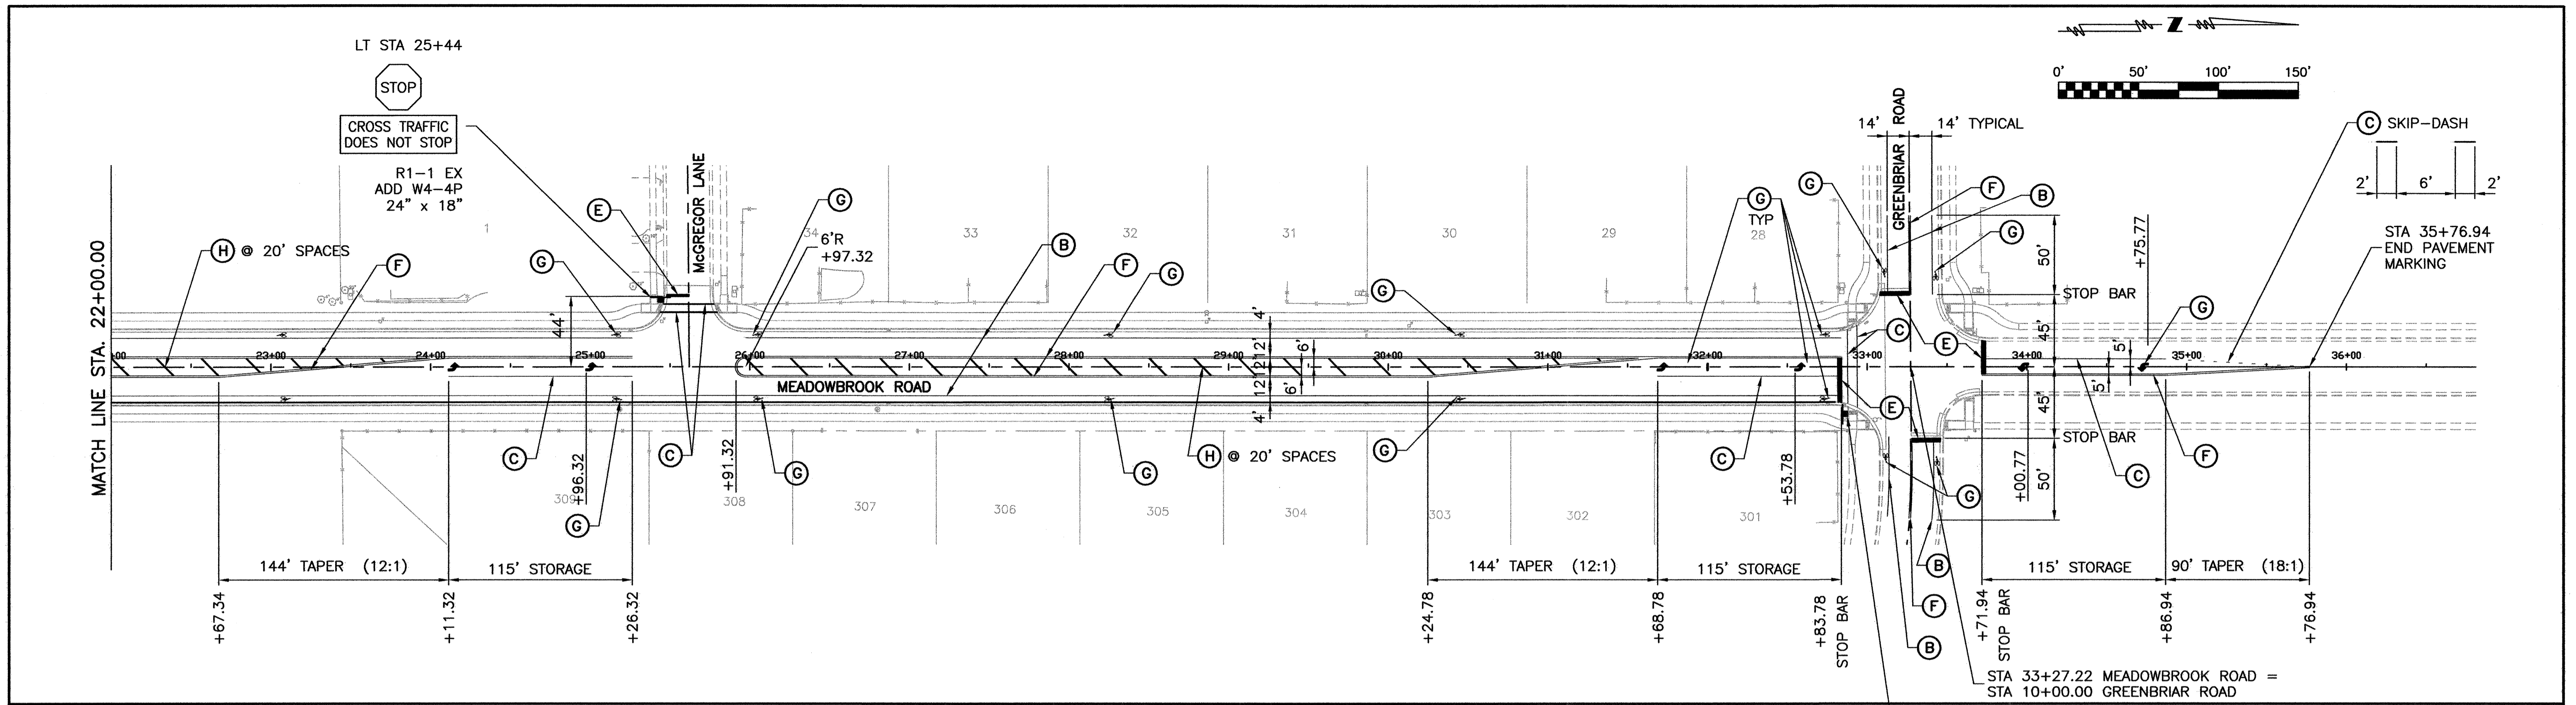 LT STA 25+44
STOP
CROSS TRAFFIC
DOES NOT STOP
R1-1 EX
ADD W4-4P
24" x 18"
0' 50' 100' 150'
Z
MATCH LINE STA. 22+00.00
H @ 20' SPACES
F
E
G
McGREGOR LANE
44'
G
6'R
+97.32
B
F
G
G
G
TYP
G
14'
GREENBRIAR ROAD
14' TYPICAL
F
B
G
C SKIP-DASH
2' 6' 2'
STA 35+76.94
END PAVEMENT
MARKING
+75.77
G
50'
STOP BAR
45'
C
E
1
34
33
32
31
30
29
28
+00
23+00
24+00
25+00
26+00
27+00
28+00
29+00
30+00
31+00
32+00
33+00
34+00
35+00
36+00
4'
12'
12'
12'
4'
6'
6'
5'
5'
MEADOWBROOK ROAD
45'
STOP BAR
50'
E
C
+96.32
G
C
+91.32
G
G
H @ 20' SPACES
G
C
+53.78
G
+00.77
C
F
309
308
307
306
305
304
303
302
301
144' TAPER (12:1)
115' STORAGE
144' TAPER (12:1)
115' STORAGE
B
F
B
115' STORAGE
90' TAPER (18:1)
+67.34
+11.32
+26.32
+24.78
+68.78
+83.78
STOP BAR
+71.94
STOP BAR
+86.94
+76.94
STA 33+27.22 MEADOWBROOK ROAD =
STA 10+00.00 GREENBRIAR ROAD